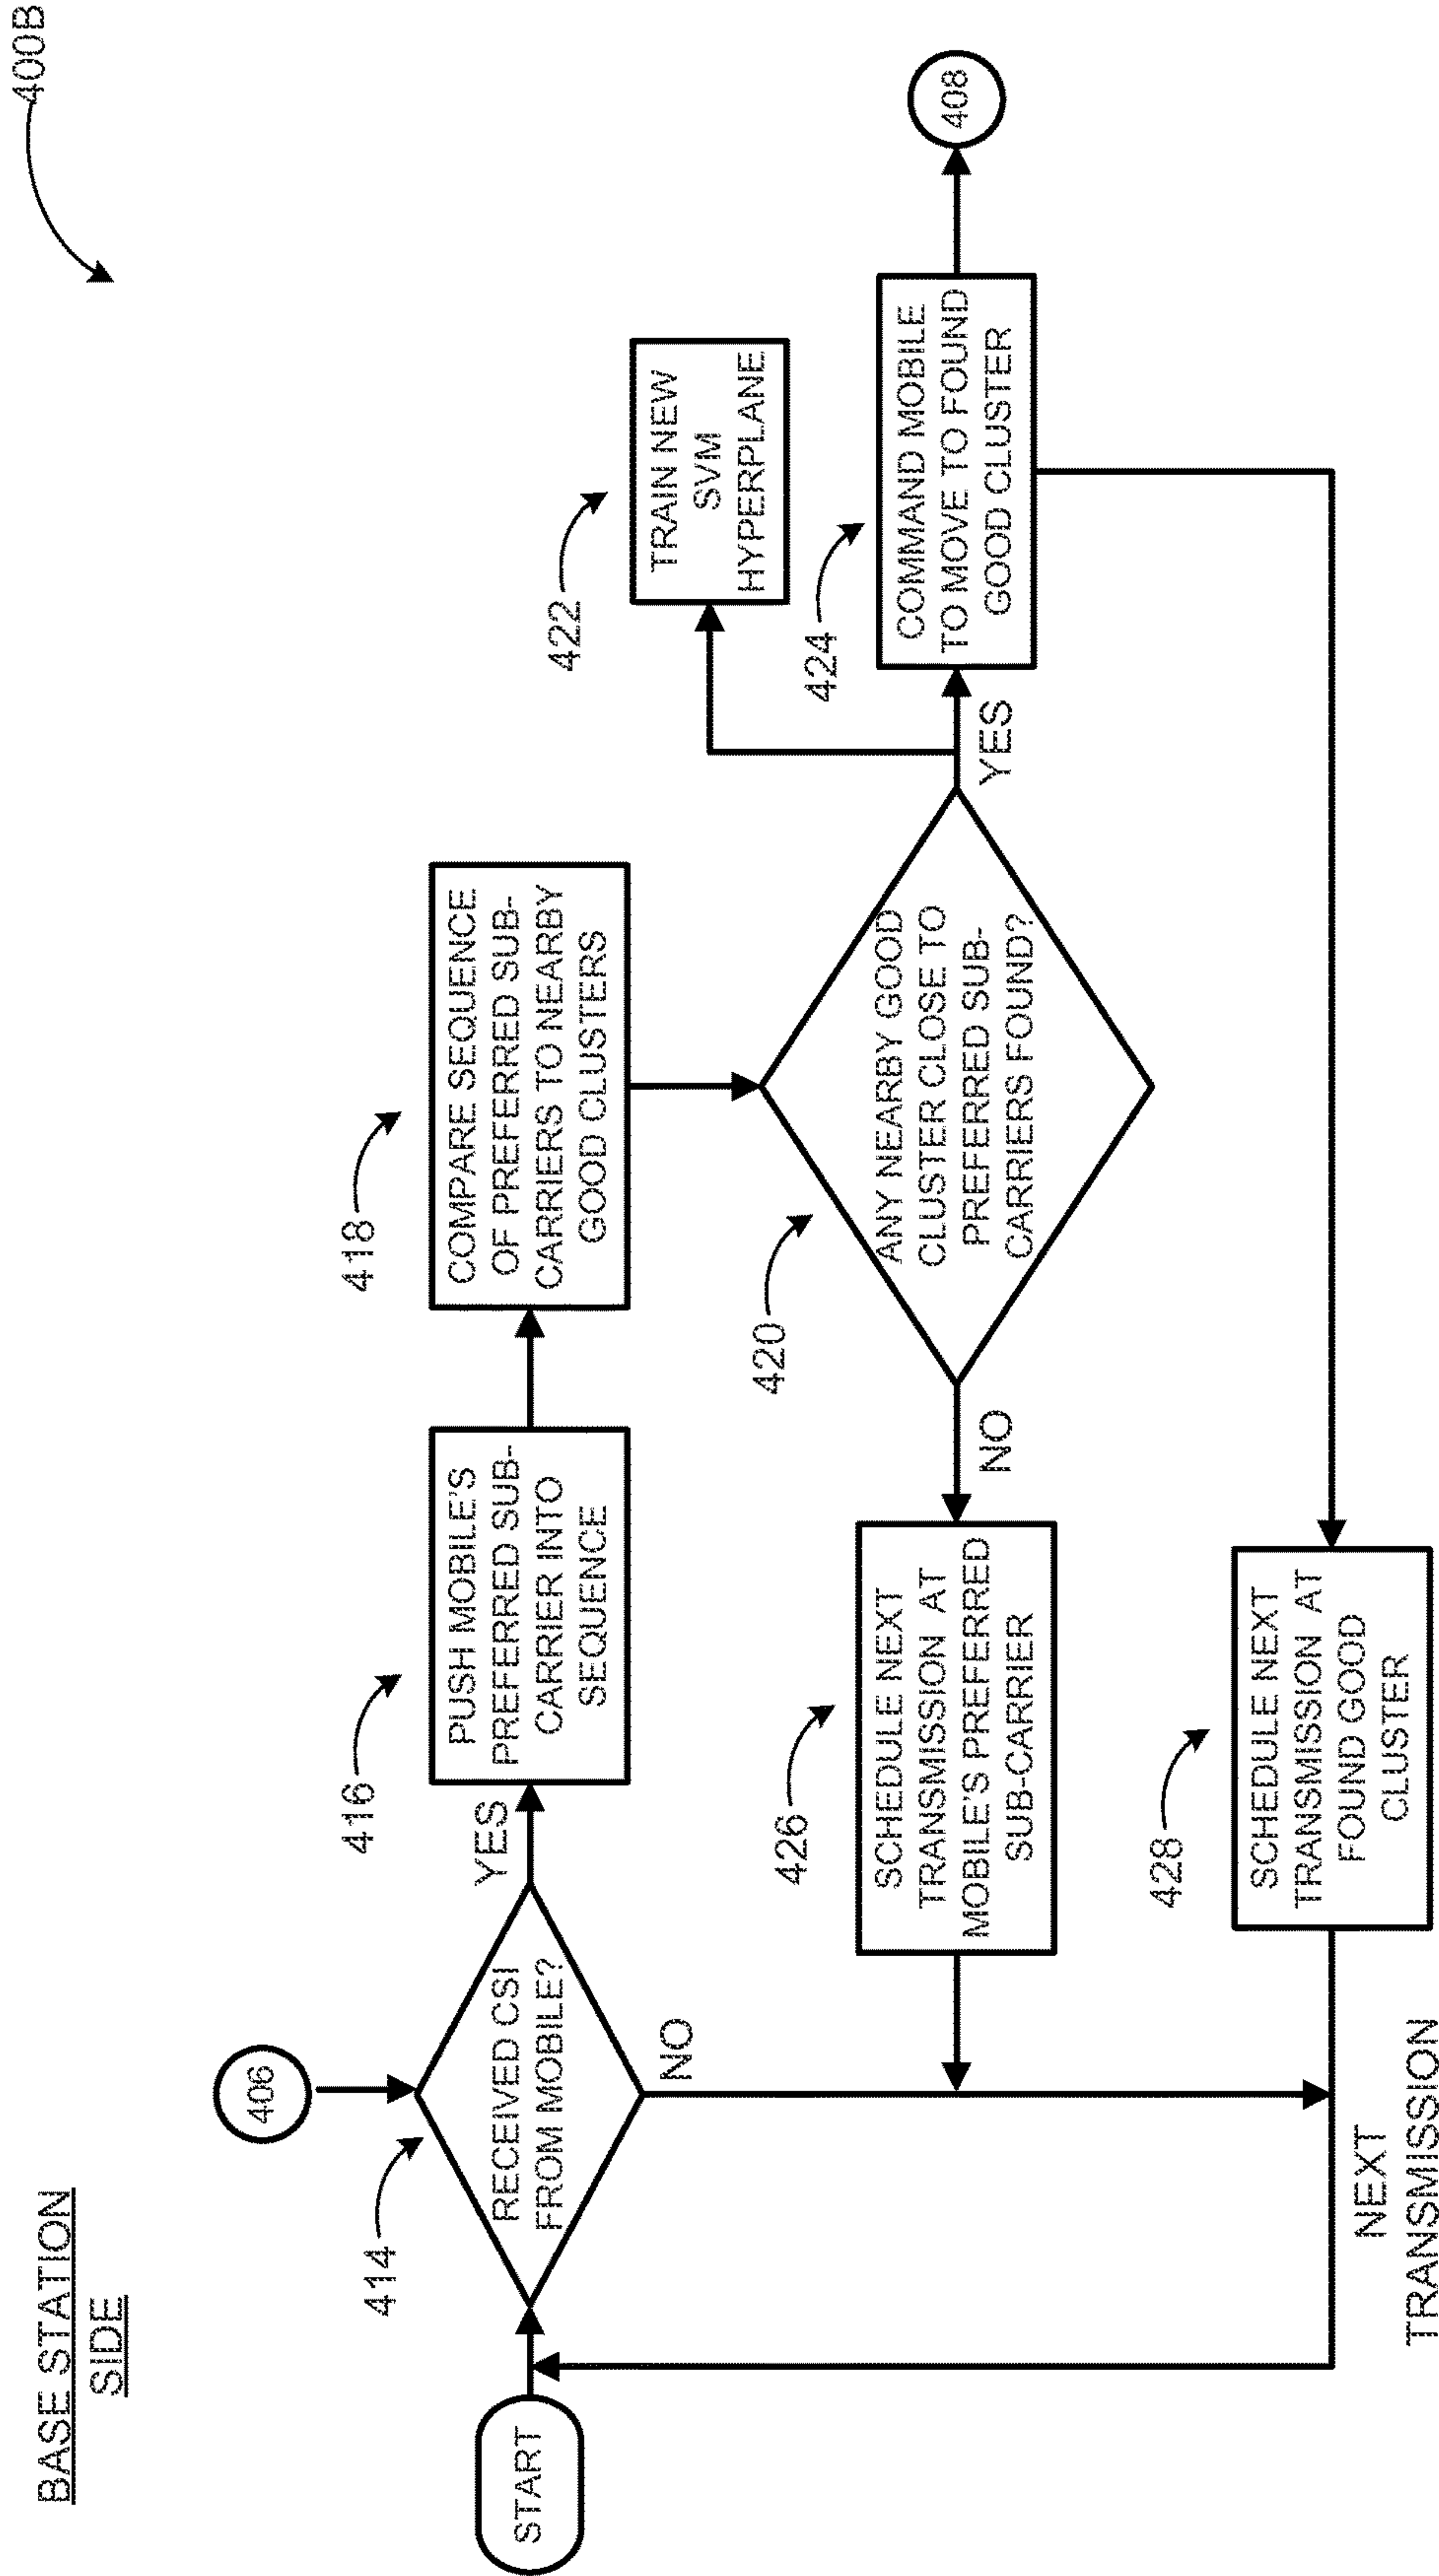 BASE STATION
SIDE
400B
406
START
414
RECEIVED CSI
FROM MOBILE?
YES
NO
416
PUSH MOBILE'S
PREFERRED SUB-
CARRIER INTO
SEQUENCE
418
COMPARE SEQUENCE
OF PREFERRED SUB-
CARRIERS TO NEARBY
GOOD CLUSTERS
420
ANY NEARBY GOOD
CLUSTER CLOSE TO
PREFERRED SUB-
CARRIERS FOUND?
NO
YES
422
TRAIN NEW
SVM
HYPERPLANE
424
COMMAND MOBILE
TO MOVE TO FOUND
GOOD CLUSTER
408
426
SCHEDULE NEXT
TRANSMISSION AT
MOBILE'S PREFERRED
SUB-CARRIER
428
SCHEDULE NEXT
TRANSMISSION AT
FOUND GOOD
CLUSTER
NEXT
TRANSMISSION